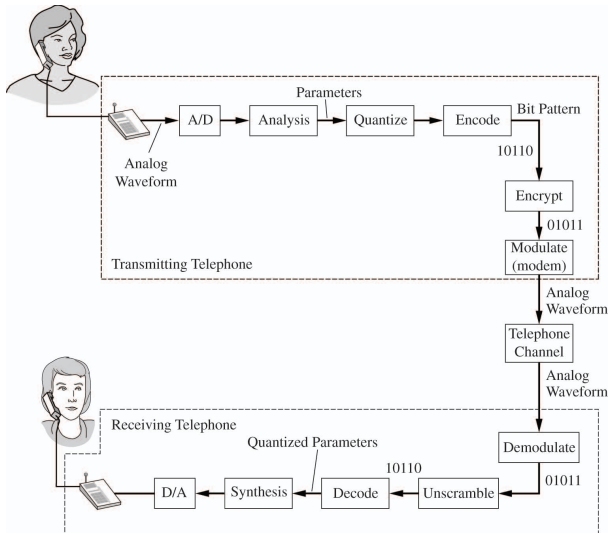 Parameters
A/D
Analysis
Quantize
Encode
Bit Pattern
Analog
Waveform
10110
Encrypt
01011
Modulate
(modem)
Transmitting Telephone
Analog
Waveform
Telephone
Channel
Analog
Waveform
Receiving Telephone
Demodulate
Quantized Parameters
10110
01011
D/A
Synthesis
Decode
Unscramble